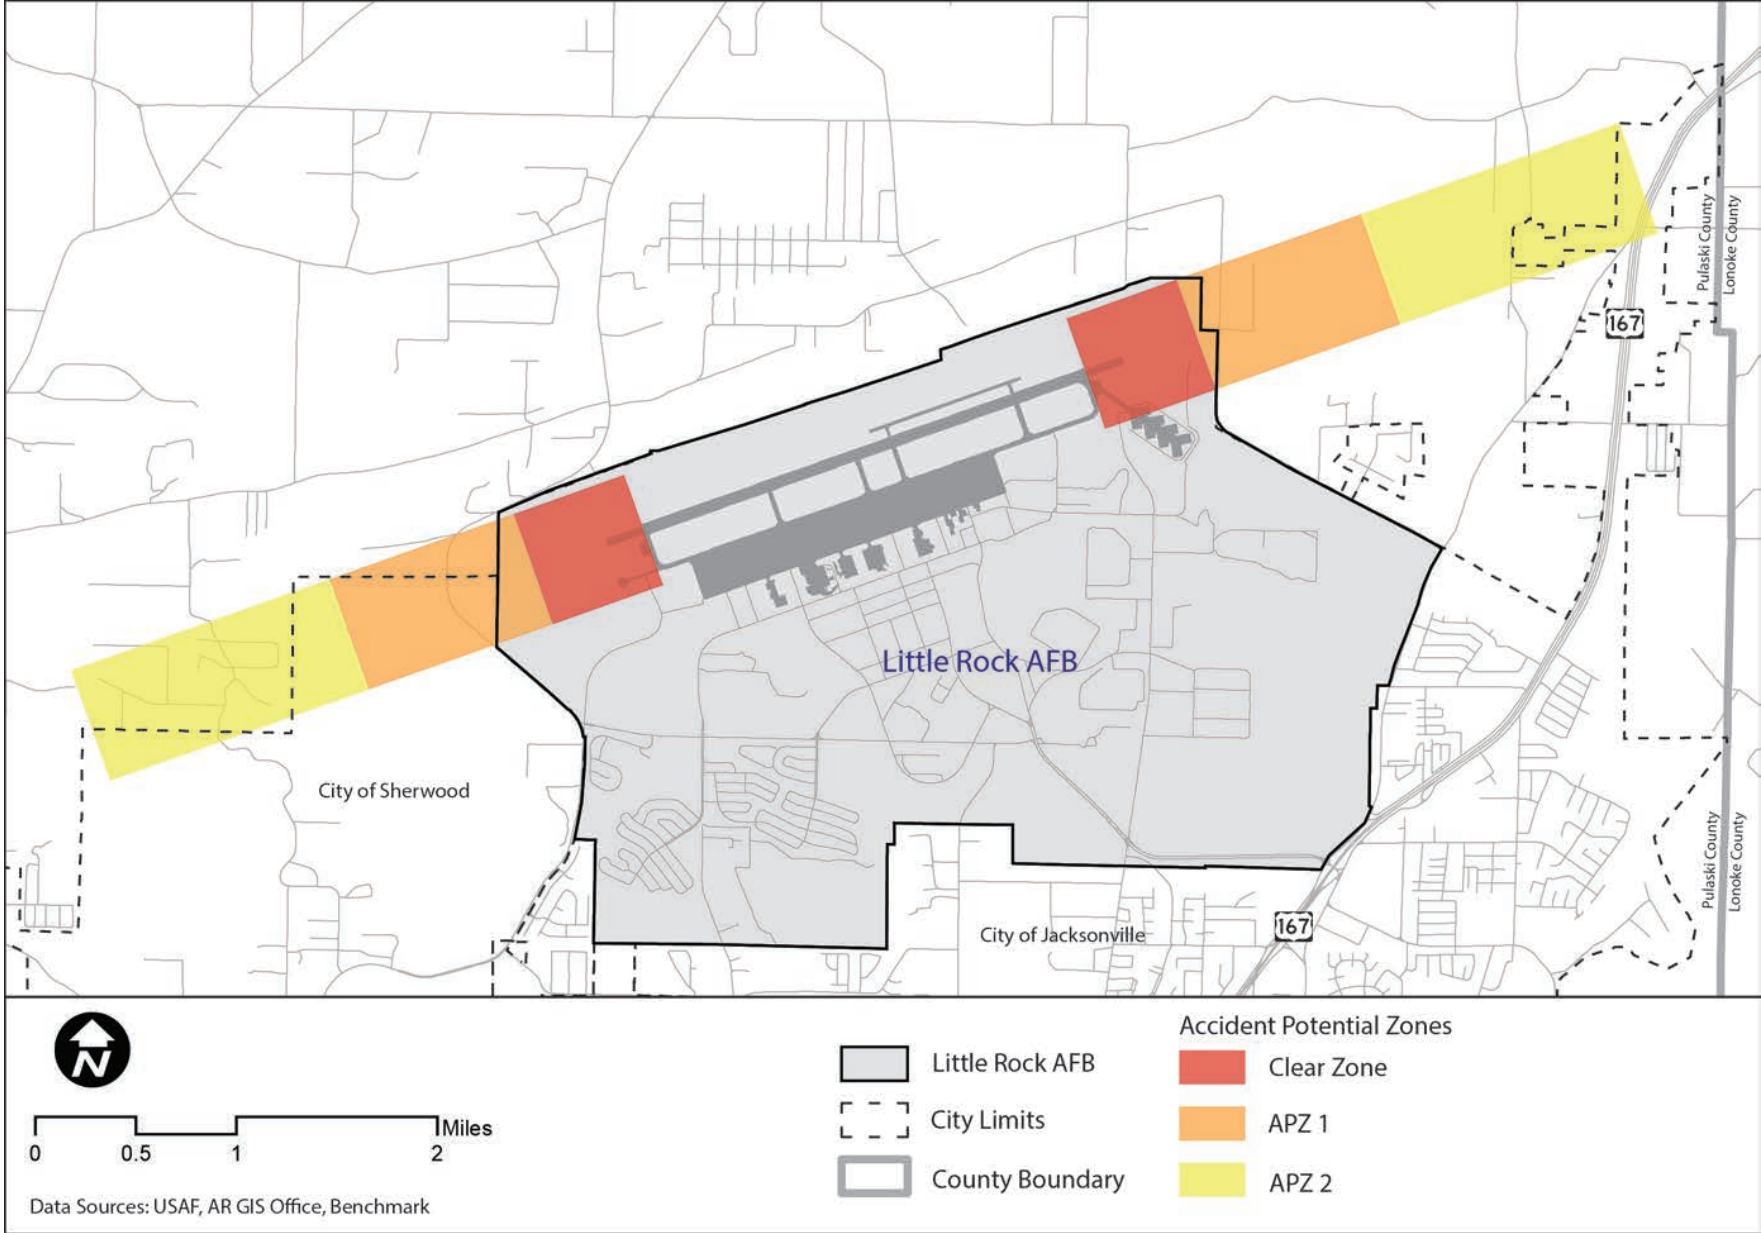 Pulaski County
Lonoke County
167
Little Rock AFB
City of Sherwood
Pulaski County
Lonoke County
City of Jacksonville
167
N
Miles
0 0.5 1 2
Data Sources: USAF, AR GIS Office, Benchmark
Little Rock AFB
City Limits
County Boundary
Accident Potential Zones
Clear Zone
APZ 1
APZ 2